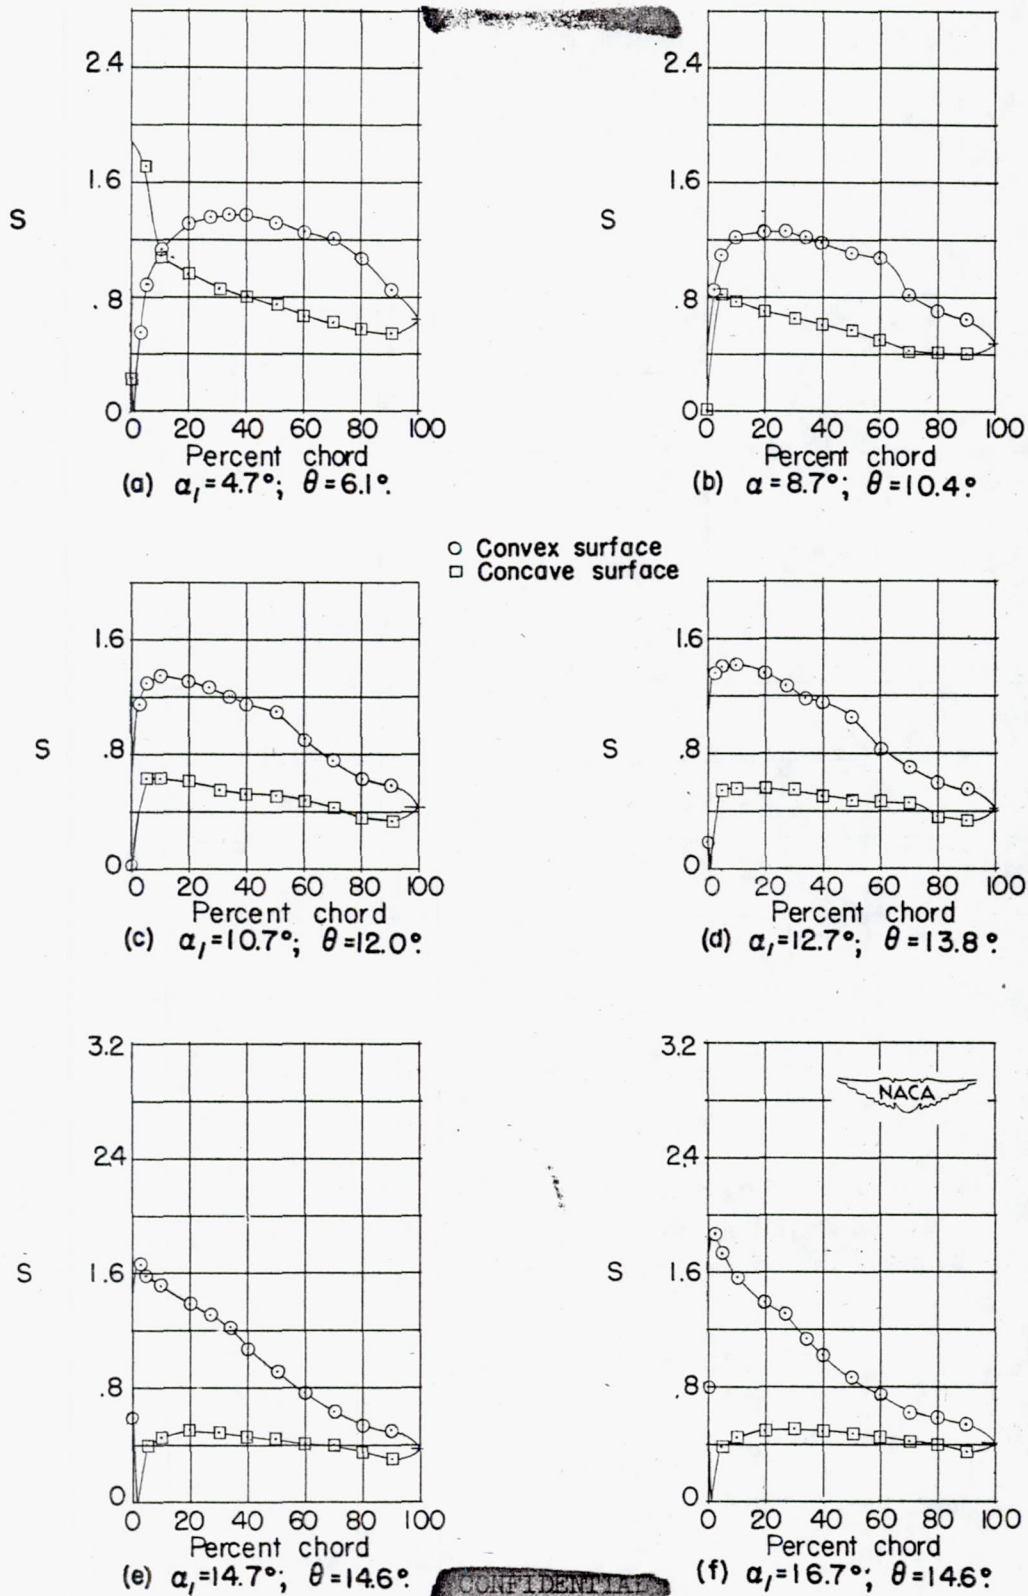 2.4
1.6
S
.8
0
0 20 40 60 80 100
Percent chord
(a) α₁=4.7°; θ=6.1°.
2.4
1.6
S
.8
0
0 20 40 60 80 100
Percent chord
(b) α=8.7°; θ=10.4°.
Convex surface
Concave surface
1.6
S
.8
0
0 20 40 60 80 100
Percent chord
(c) α₁=10.7°; θ=12.0°.
1.6
S
.8
0
0 20 40 60 80 100
Percent chord
(d) α₁=12.7°; θ=13.8°.
3.2
2.4
S
1.6
.8
0
0 20 40 60 80 100
Percent chord
(e) α₁=14.7°; θ=14.6°.
3.2
NACA
2.4
S
1.6
.8
0
0 20 40 60 80 100
Percent chord
(f) α₁=16.7°; θ=14.6°.
CONFIDENTIAL